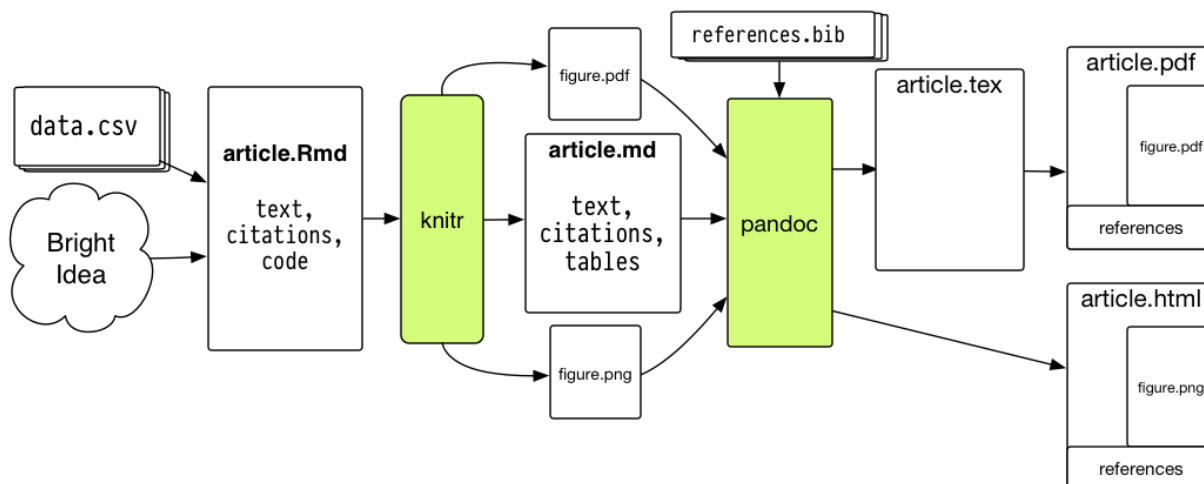 data.csv
Bright
Idea
article.Rmd
text,
citations,
code
knitr
figure.pdf
article.md
text,
citations,
tables
figure.png
references.bib
pandoc
article.tex
article.pdf
figure.pdf
references
article.html
figure.png
references